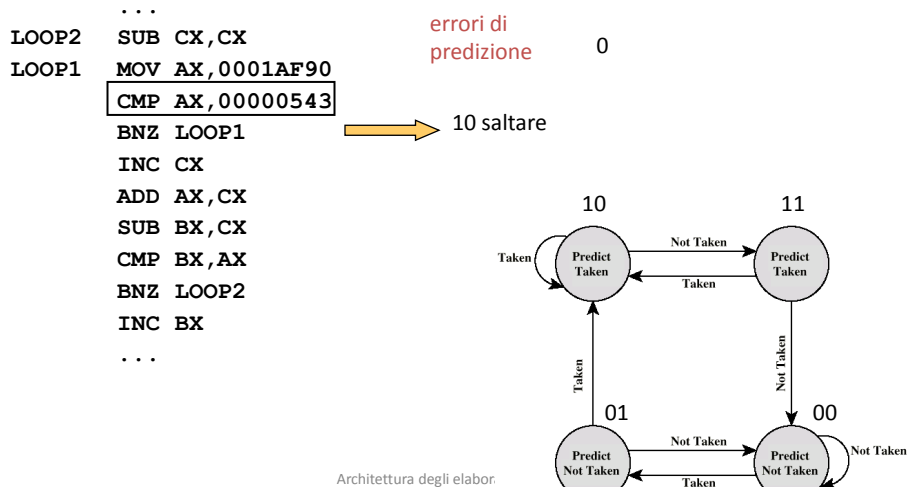 ...
LOOP2 SUB CX,CX
LOOP1 MOV AX,0001AF90
CMP AX,00000543
BNZ LOOP1
INC CX
ADD AX,CX
SUB BX,CX
CMP BX,AX
BNZ LOOP2
INC BX
...
errori di
predizione
0
10 saltare
10
11
Taken
Predict
Taken
Not Taken
Taken
Predict
Taken
Taken
Not Taken
01
00
Predict
Not Taken
Not Taken
Taken
Predict
Not Taken
Not Taken
Architettura degli